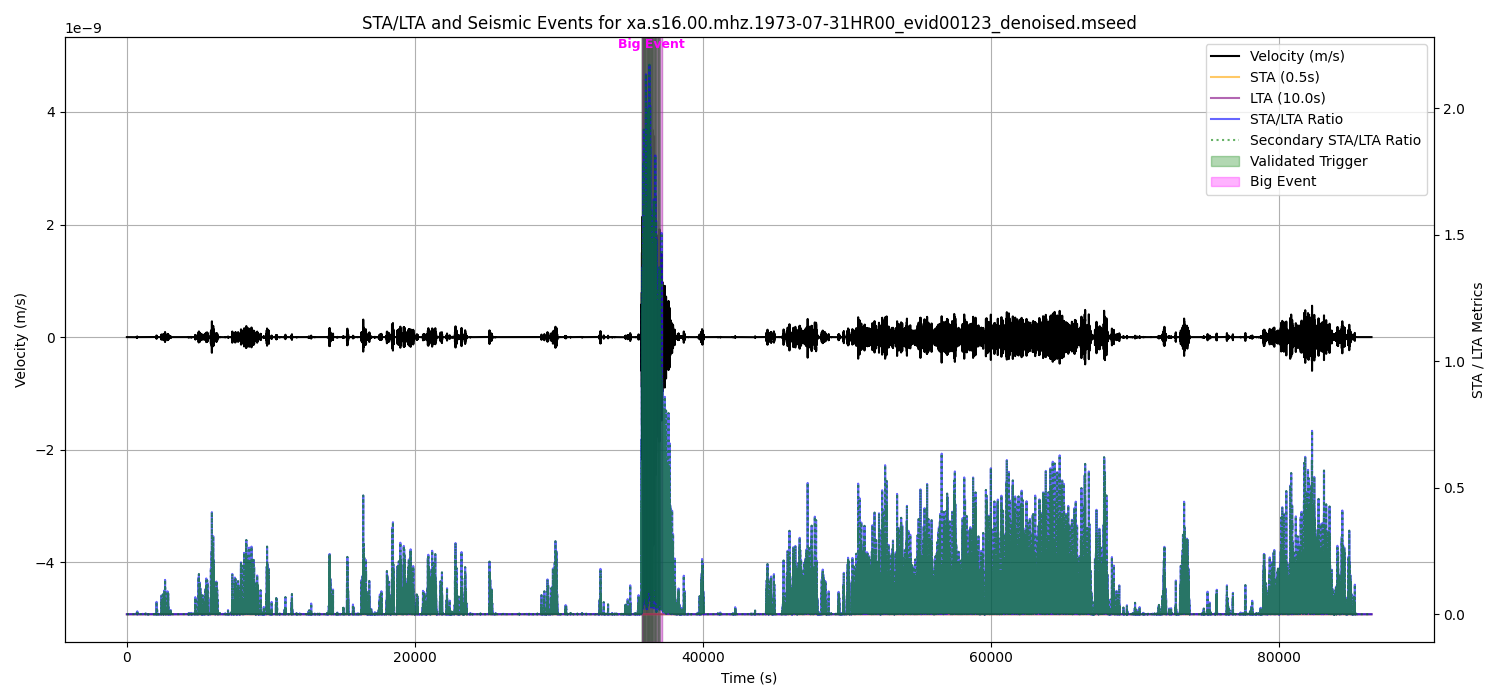 STA/LTA and Seismic Events for xa.s16.00.mhz.1973-07-31HR00_evid00123_denoised.mseed
1e−9
Big Event
Velocity (m/s)
STA (0.5s)
LTA (10.0s)
STA/LTA Ratio
Secondary STA/LTA Ratio
Validated Trigger
Big Event
4
2
0
−2
−4
Velocity (m/s)
2.0
1.5
1.0
0.5
0.0
STA / LTA Metrics
0
20000
40000
60000
80000
Time (s)